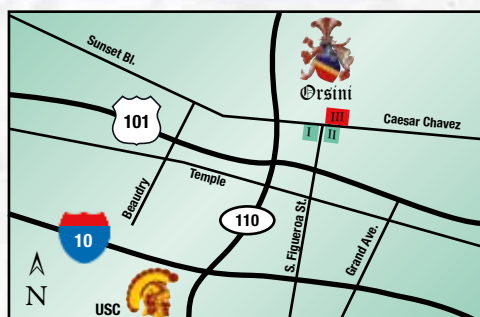 Sunset Bl.
Orsini
III
I
II
Caesar Chavez
101
Temple
Beaudry
110
S. Figueroa St.
Grand Ave.
10
N
USC